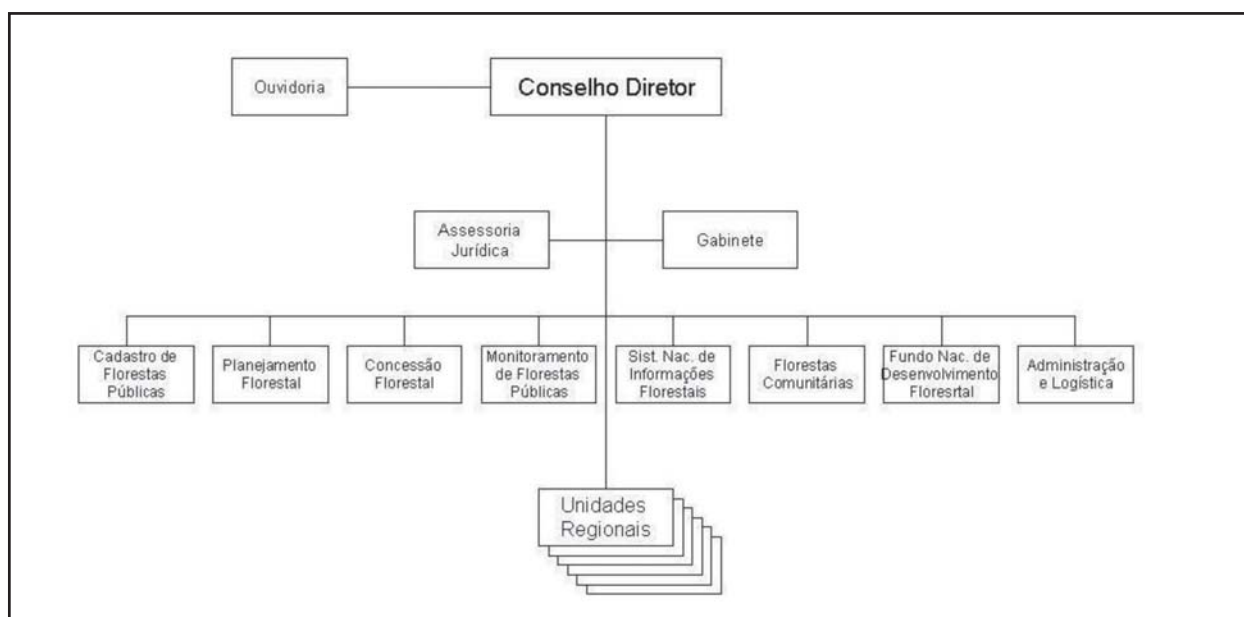 Ouvidoria
Conselho Diretor
Assessoria
Jurídica
Gabinete
Cadastro de
Florestas
Públicas
Planejamento
Florestal
Concessão
Florestal
Monitoramento
de Florestas
Públicas
Sist. Nac. de
Informações
Florestais
Florestas
Comunitárias
Fundo Nac. de
Desenvolvimento
Floresrtal
Administração
e Logística
Unidades
Regionais